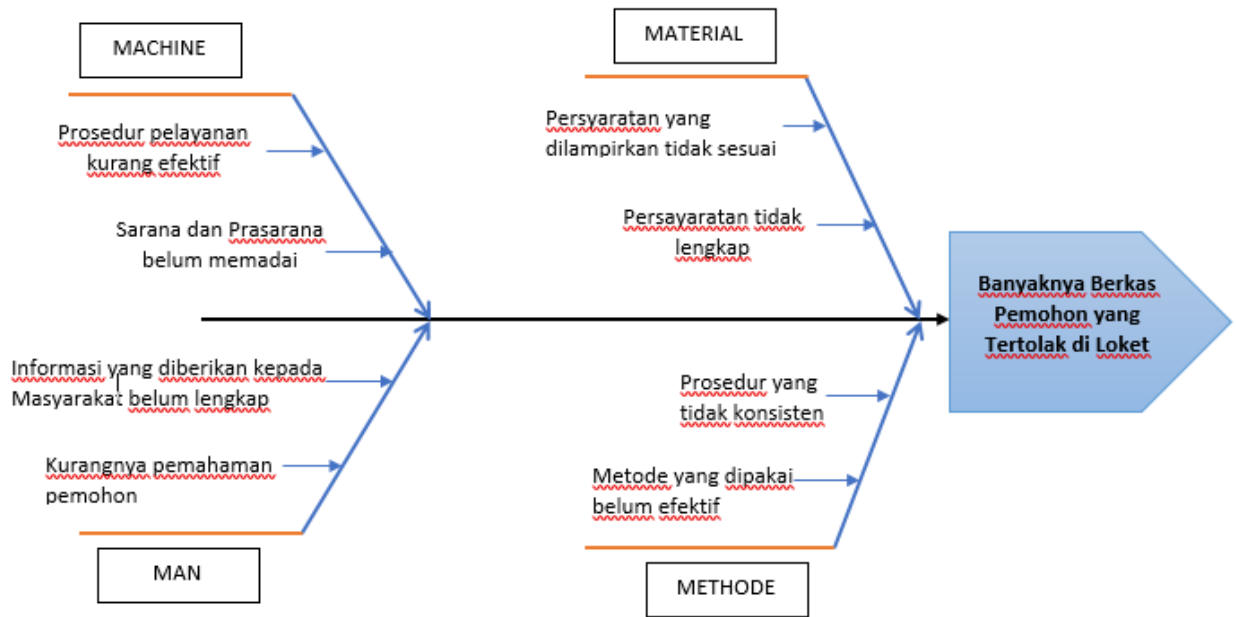 MACHINE
Prosedur pelayanan
kurang efektif
Sarana dan Prasarana
belum memadai
MATERIAL
Persyaratan yang
dilampirkan tidak sesuai
Persayaratan tidak
lengkap
Banyaknya Berkas
Pemohon yang
Tertolak di Loket
Informasi yang diberikan kepada
Masyarakat belum lengkap
Kurangnya pemahaman
pemohon
MAN
Prosedur yang
tidak konsisten
Metode yang dipakai
belum efektif
METHODE